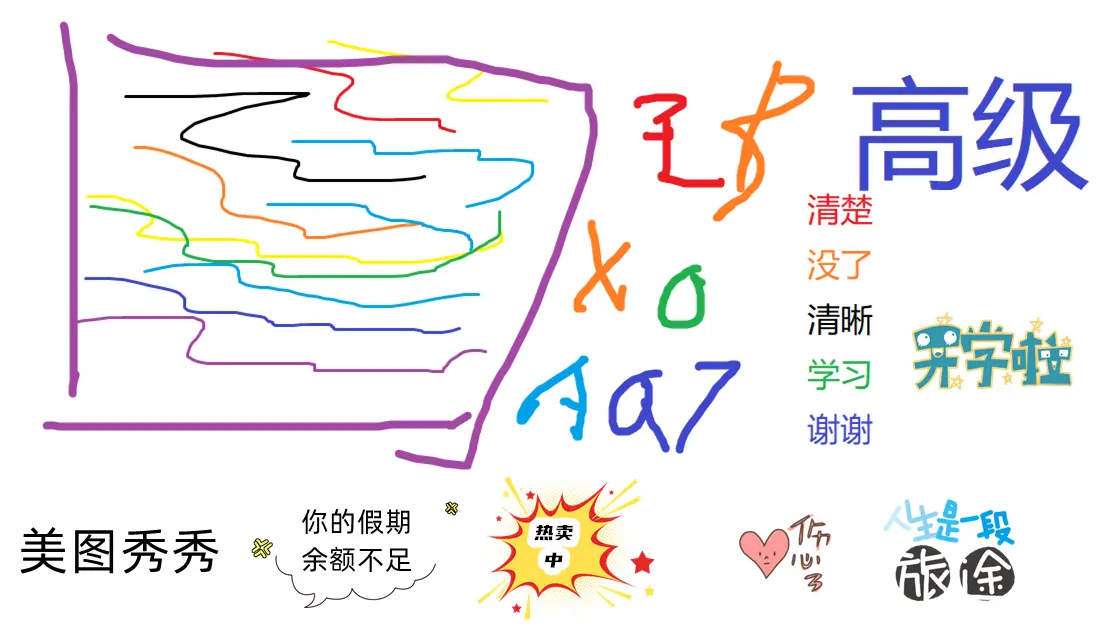 高级
清楚
没了
清晰
学习
谢谢
X
O
A
a
7
开学啦
美图秀秀
你的假期
余额不足
热卖
中
伤心了
人生是一段
旅途